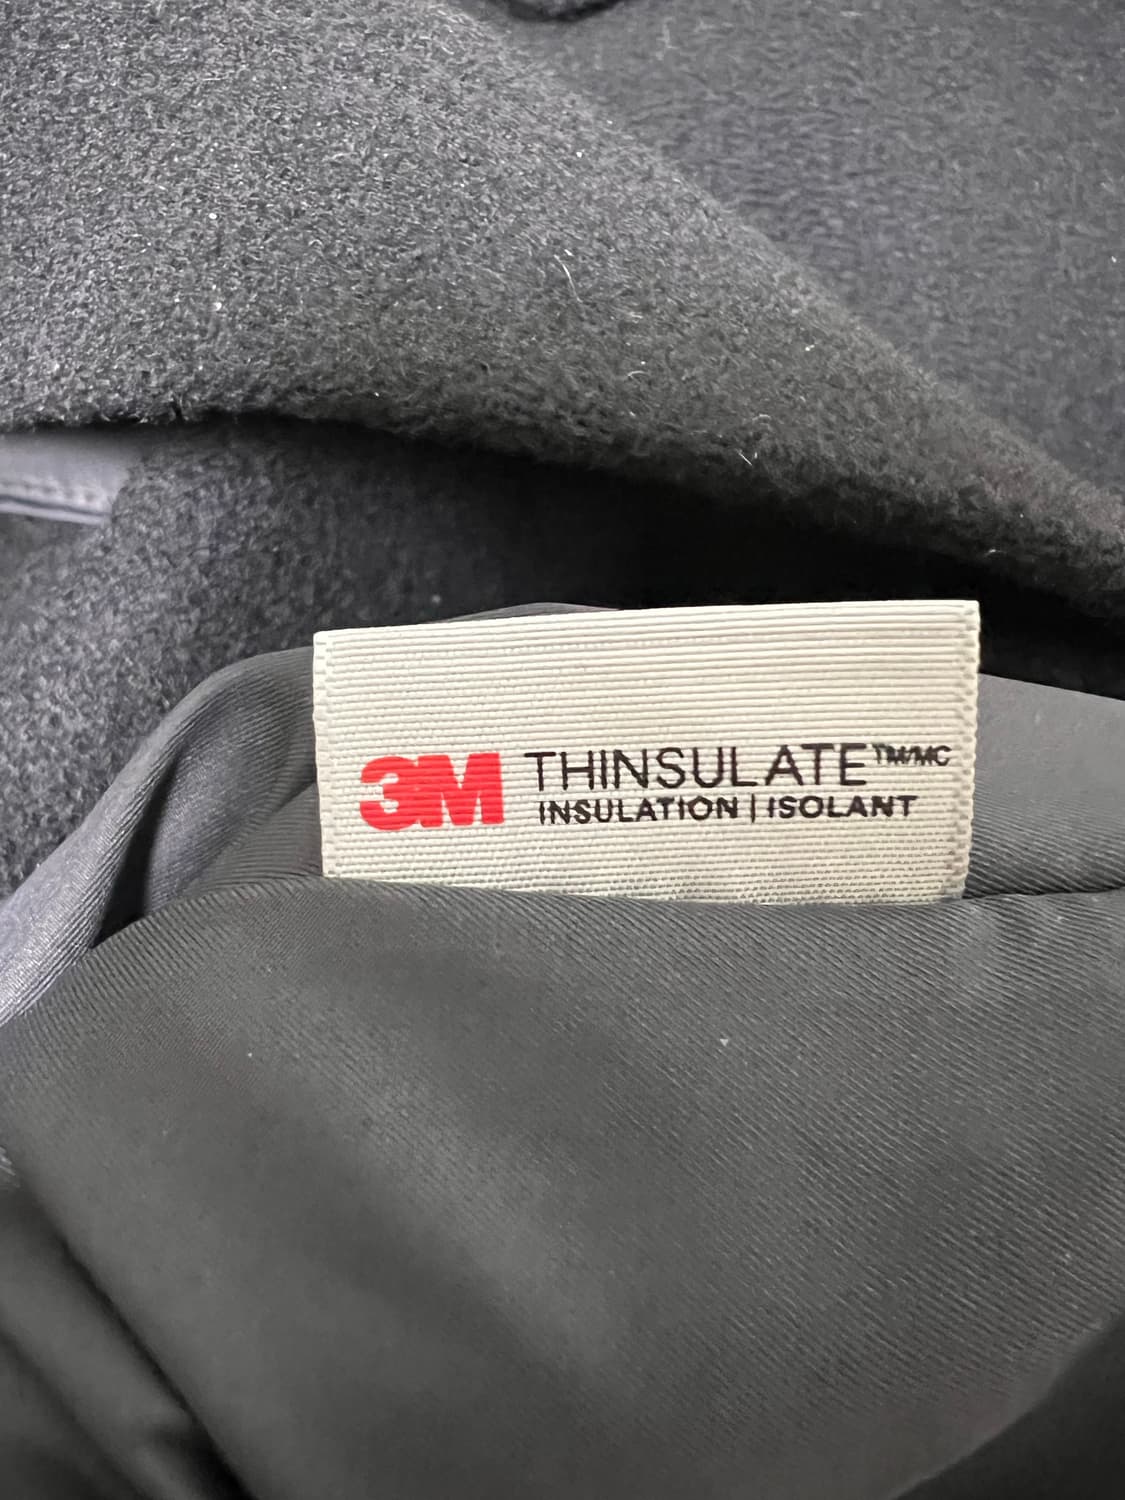 3M THINSULATE™/MC
INSULATION | ISOLANT